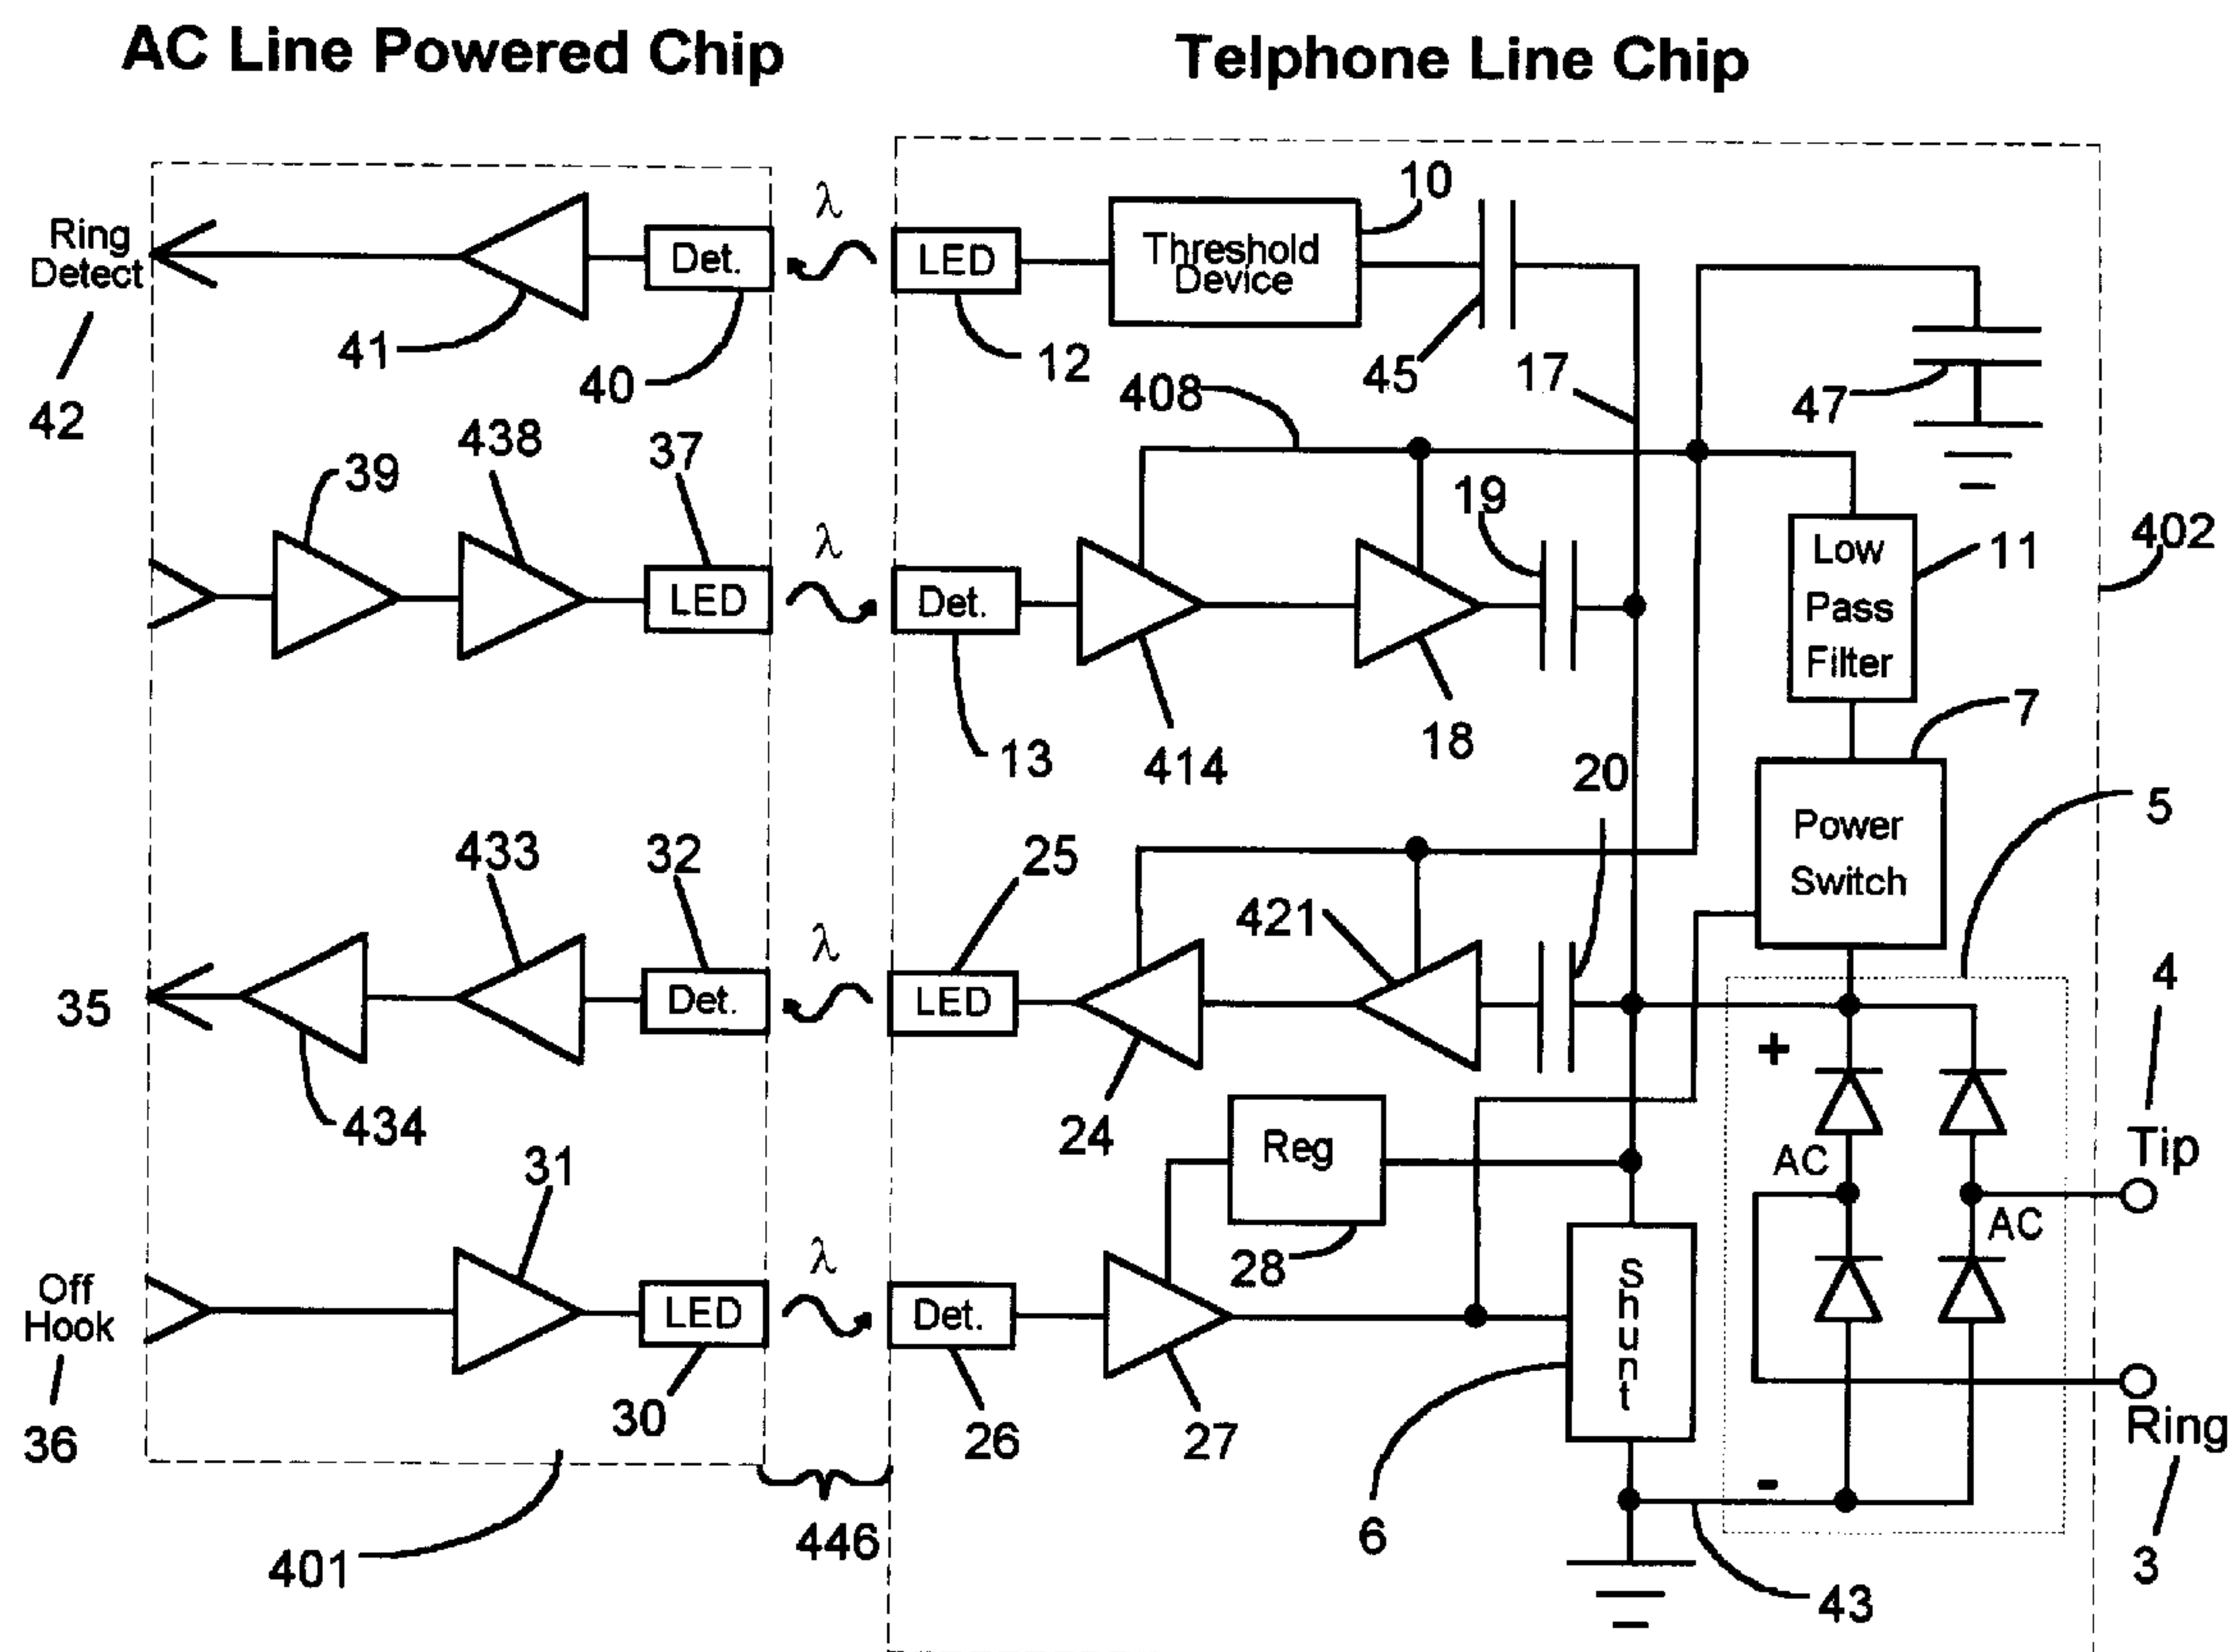 AC Line Powered Chip
Telphone Line Chip
Ring
Detect
42
41
Det.
40
λ
LED
12
Threshold
Device
10
45
17
408
47
39
438
37
LED
λ
Det.
13
414
18
19
Low
Pass
Filter
11
402
7
Power
Switch
5
20
35
433
434
32
Det.
λ
LED
25
24
421
+
AC
AC
4
Tip
Off
Hook
36
31
LED
30
λ
Det.
26
27
Reg
28
Shunt
6
-
Ring
3
43
401
446